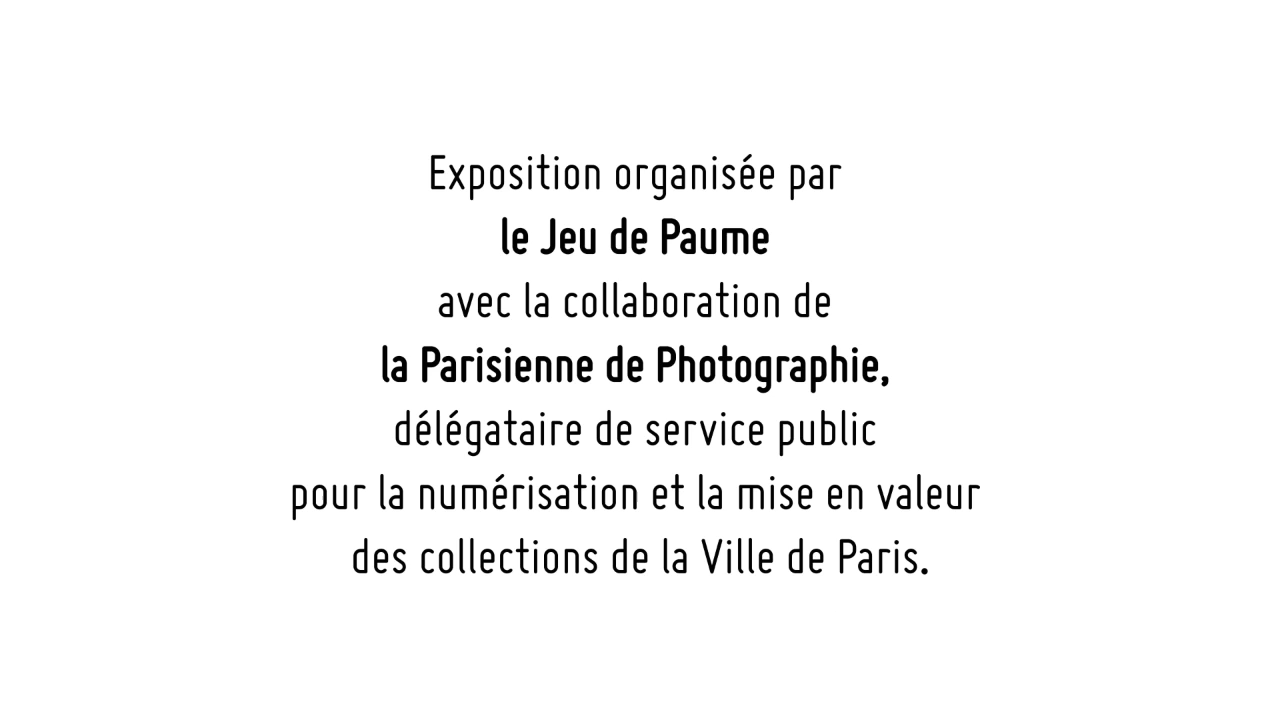 Exposition organisée par
le Jeu de Paume
avec la collaboration de
la Parisienne de Photographie,
délégataire de service public
pour la numérisation et la mise en valeur
des collections de la Ville de Paris.